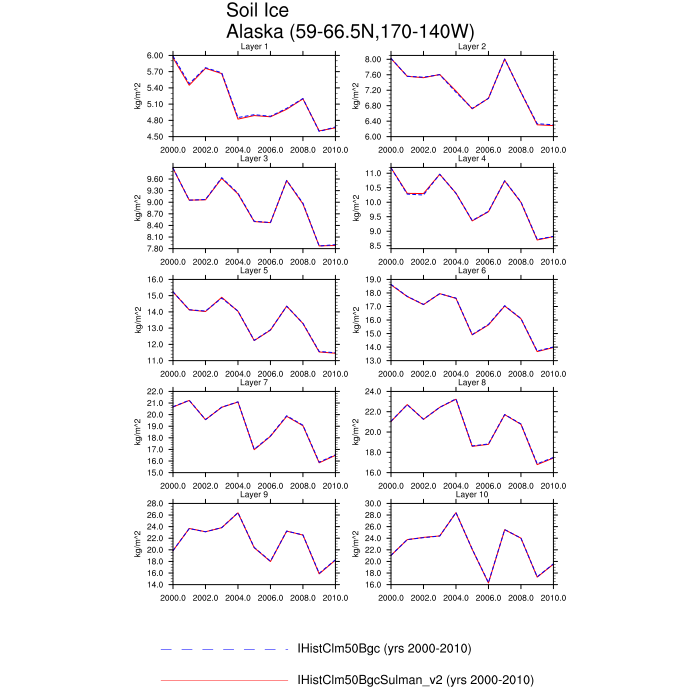 Soil Ice
Alaska (59-66.5N,170-140W)
Layer 1
6.00
5.70
5.40
5.10
4.80
4.50
kg/m^2
2000.0 2002.0 2004.0 2006.0 2008.0 2010.0
Layer 2
8.00
7.60
7.20
6.80
6.40
6.00
kg/m^2
2000.0 2002.0 2004.0 2006.0 2008.0 2010.0
Layer 3
9.60
9.30
9.00
8.70
8.40
8.10
7.80
kg/m^2
2000.0 2002.0 2004.0 2006.0 2008.0 2010.0
Layer 4
11.0
10.5
10.0
9.5
9.0
8.5
kg/m^2
2000.0 2002.0 2004.0 2006.0 2008.0 2010.0
Layer 5
16.0
15.0
14.0
13.0
12.0
11.0
kg/m^2
2000.0 2002.0 2004.0 2006.0 2008.0 2010.0
Layer 6
19.0
18.0
17.0
16.0
15.0
14.0
13.0
kg/m^2
2000.0 2002.0 2004.0 2006.0 2008.0 2010.0
Layer 7
22.0
21.0
20.0
19.0
18.0
17.0
16.0
15.0
kg/m^2
2000.0 2002.0 2004.0 2006.0 2008.0 2010.0
Layer 8
24.0
22.0
20.0
18.0
16.0
kg/m^2
2000.0 2002.0 2004.0 2006.0 2008.0 2010.0
Layer 9
28.0
26.0
24.0
22.0
20.0
18.0
16.0
14.0
kg/m^2
2000.0 2002.0 2004.0 2006.0 2008.0 2010.0
Layer 10
30.0
28.0
26.0
24.0
22.0
20.0
18.0
16.0
kg/m^2
2000.0 2002.0 2004.0 2006.0 2008.0 2010.0
IHistClm50Bgc (yrs 2000-2010)
IHistClm50BgcSulman_v2 (yrs 2000-2010)